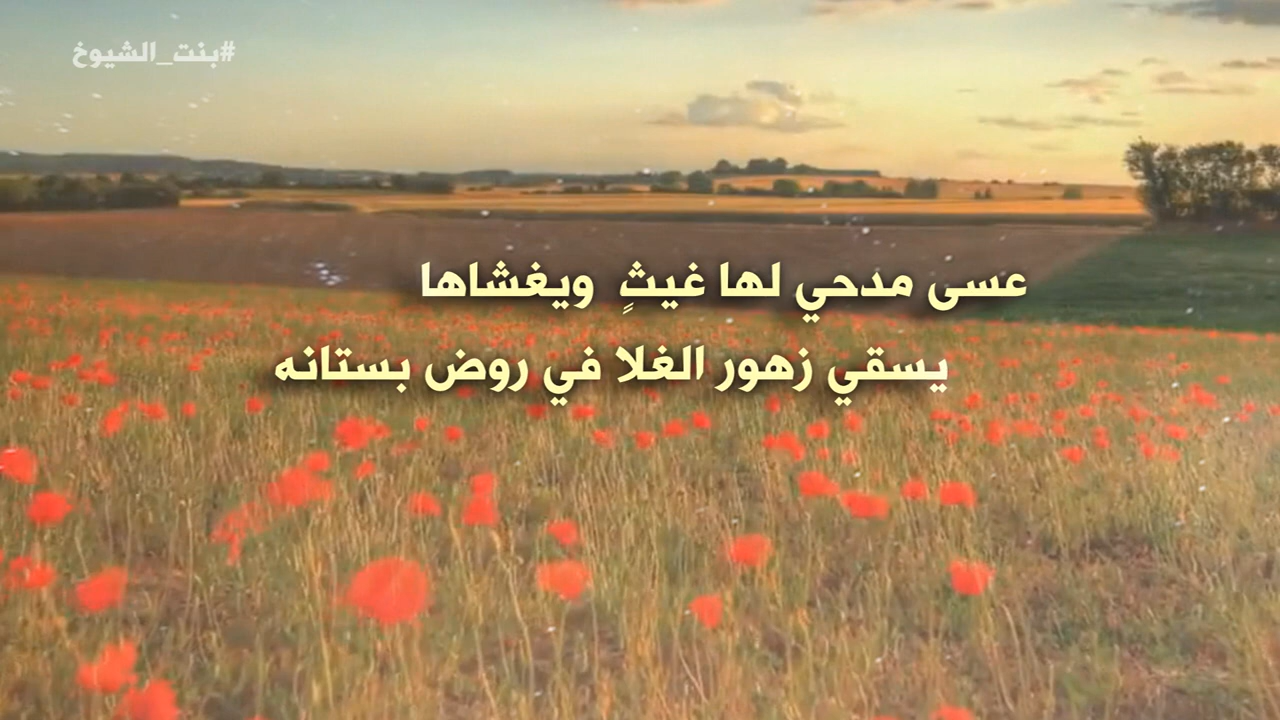 #بنت_الشيوخ
عسى مدحي لها غيثٍ ويغشاها
يسقي زهور الغلا في روض بستانه